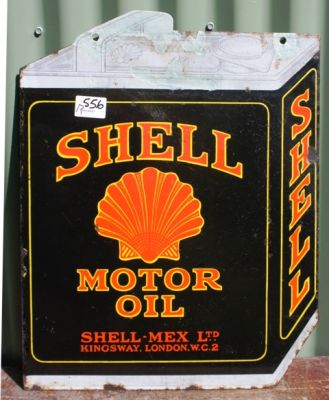 556
SHELL
MOTOR
OIL
SHELL-MEX LTD
KINGSWAY, LONDON. W.C.2
SHELL